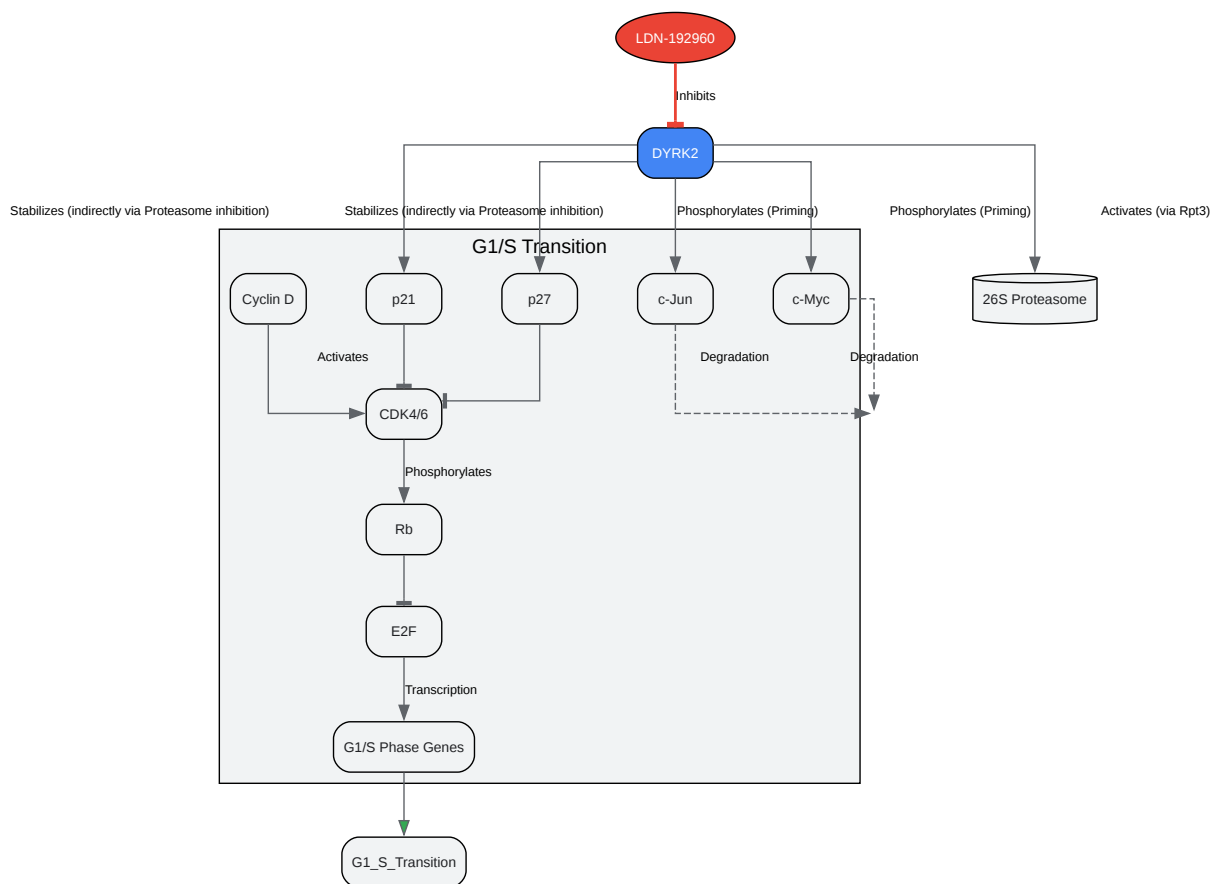 LDN-192960
Inhibits
DYRK2
Stabilizes (indirectly via Proteasome inhibition)
Stabilizes (indirectly via Proteasome inhibition)
Phosphorylates (Priming)
Phosphorylates (Priming)
Activates (via Rpt3)
G1/S Transition
Cyclin D
p21
p27
c-Jun
c-Myc
26S Proteasome
Activates
Degradation
Degradation
CDK4/6
Phosphorylates
Rb
E2F
Transcription
G1/S Phase Genes
G1_S_Transition